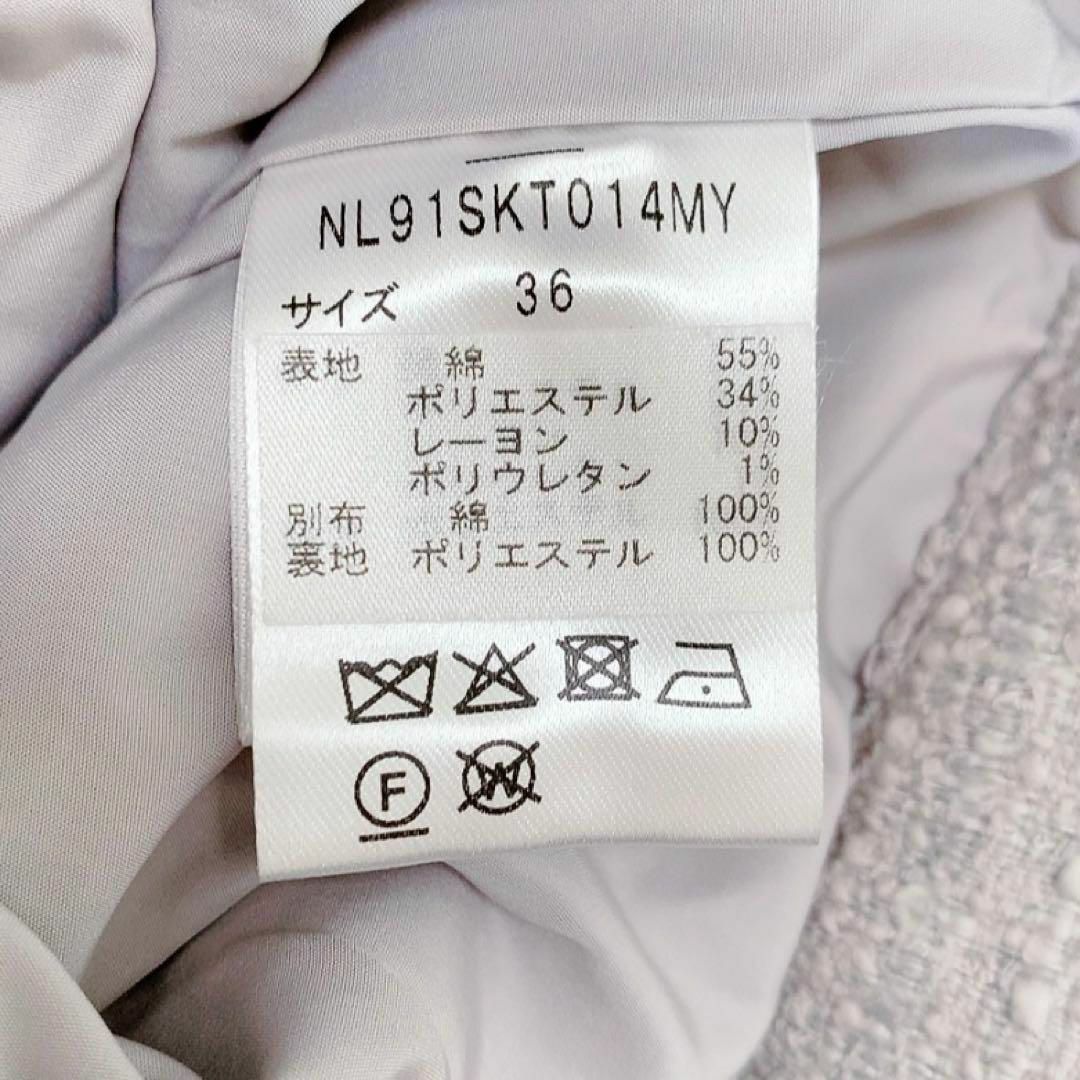 NL91SKT014MY
サイズ 36
表地 綿 55%
ポリエステル 34%
レーヨン 10%
ポリウレタン 1%
別布 綿 100%
裏地 ポリエステル 100%
F W